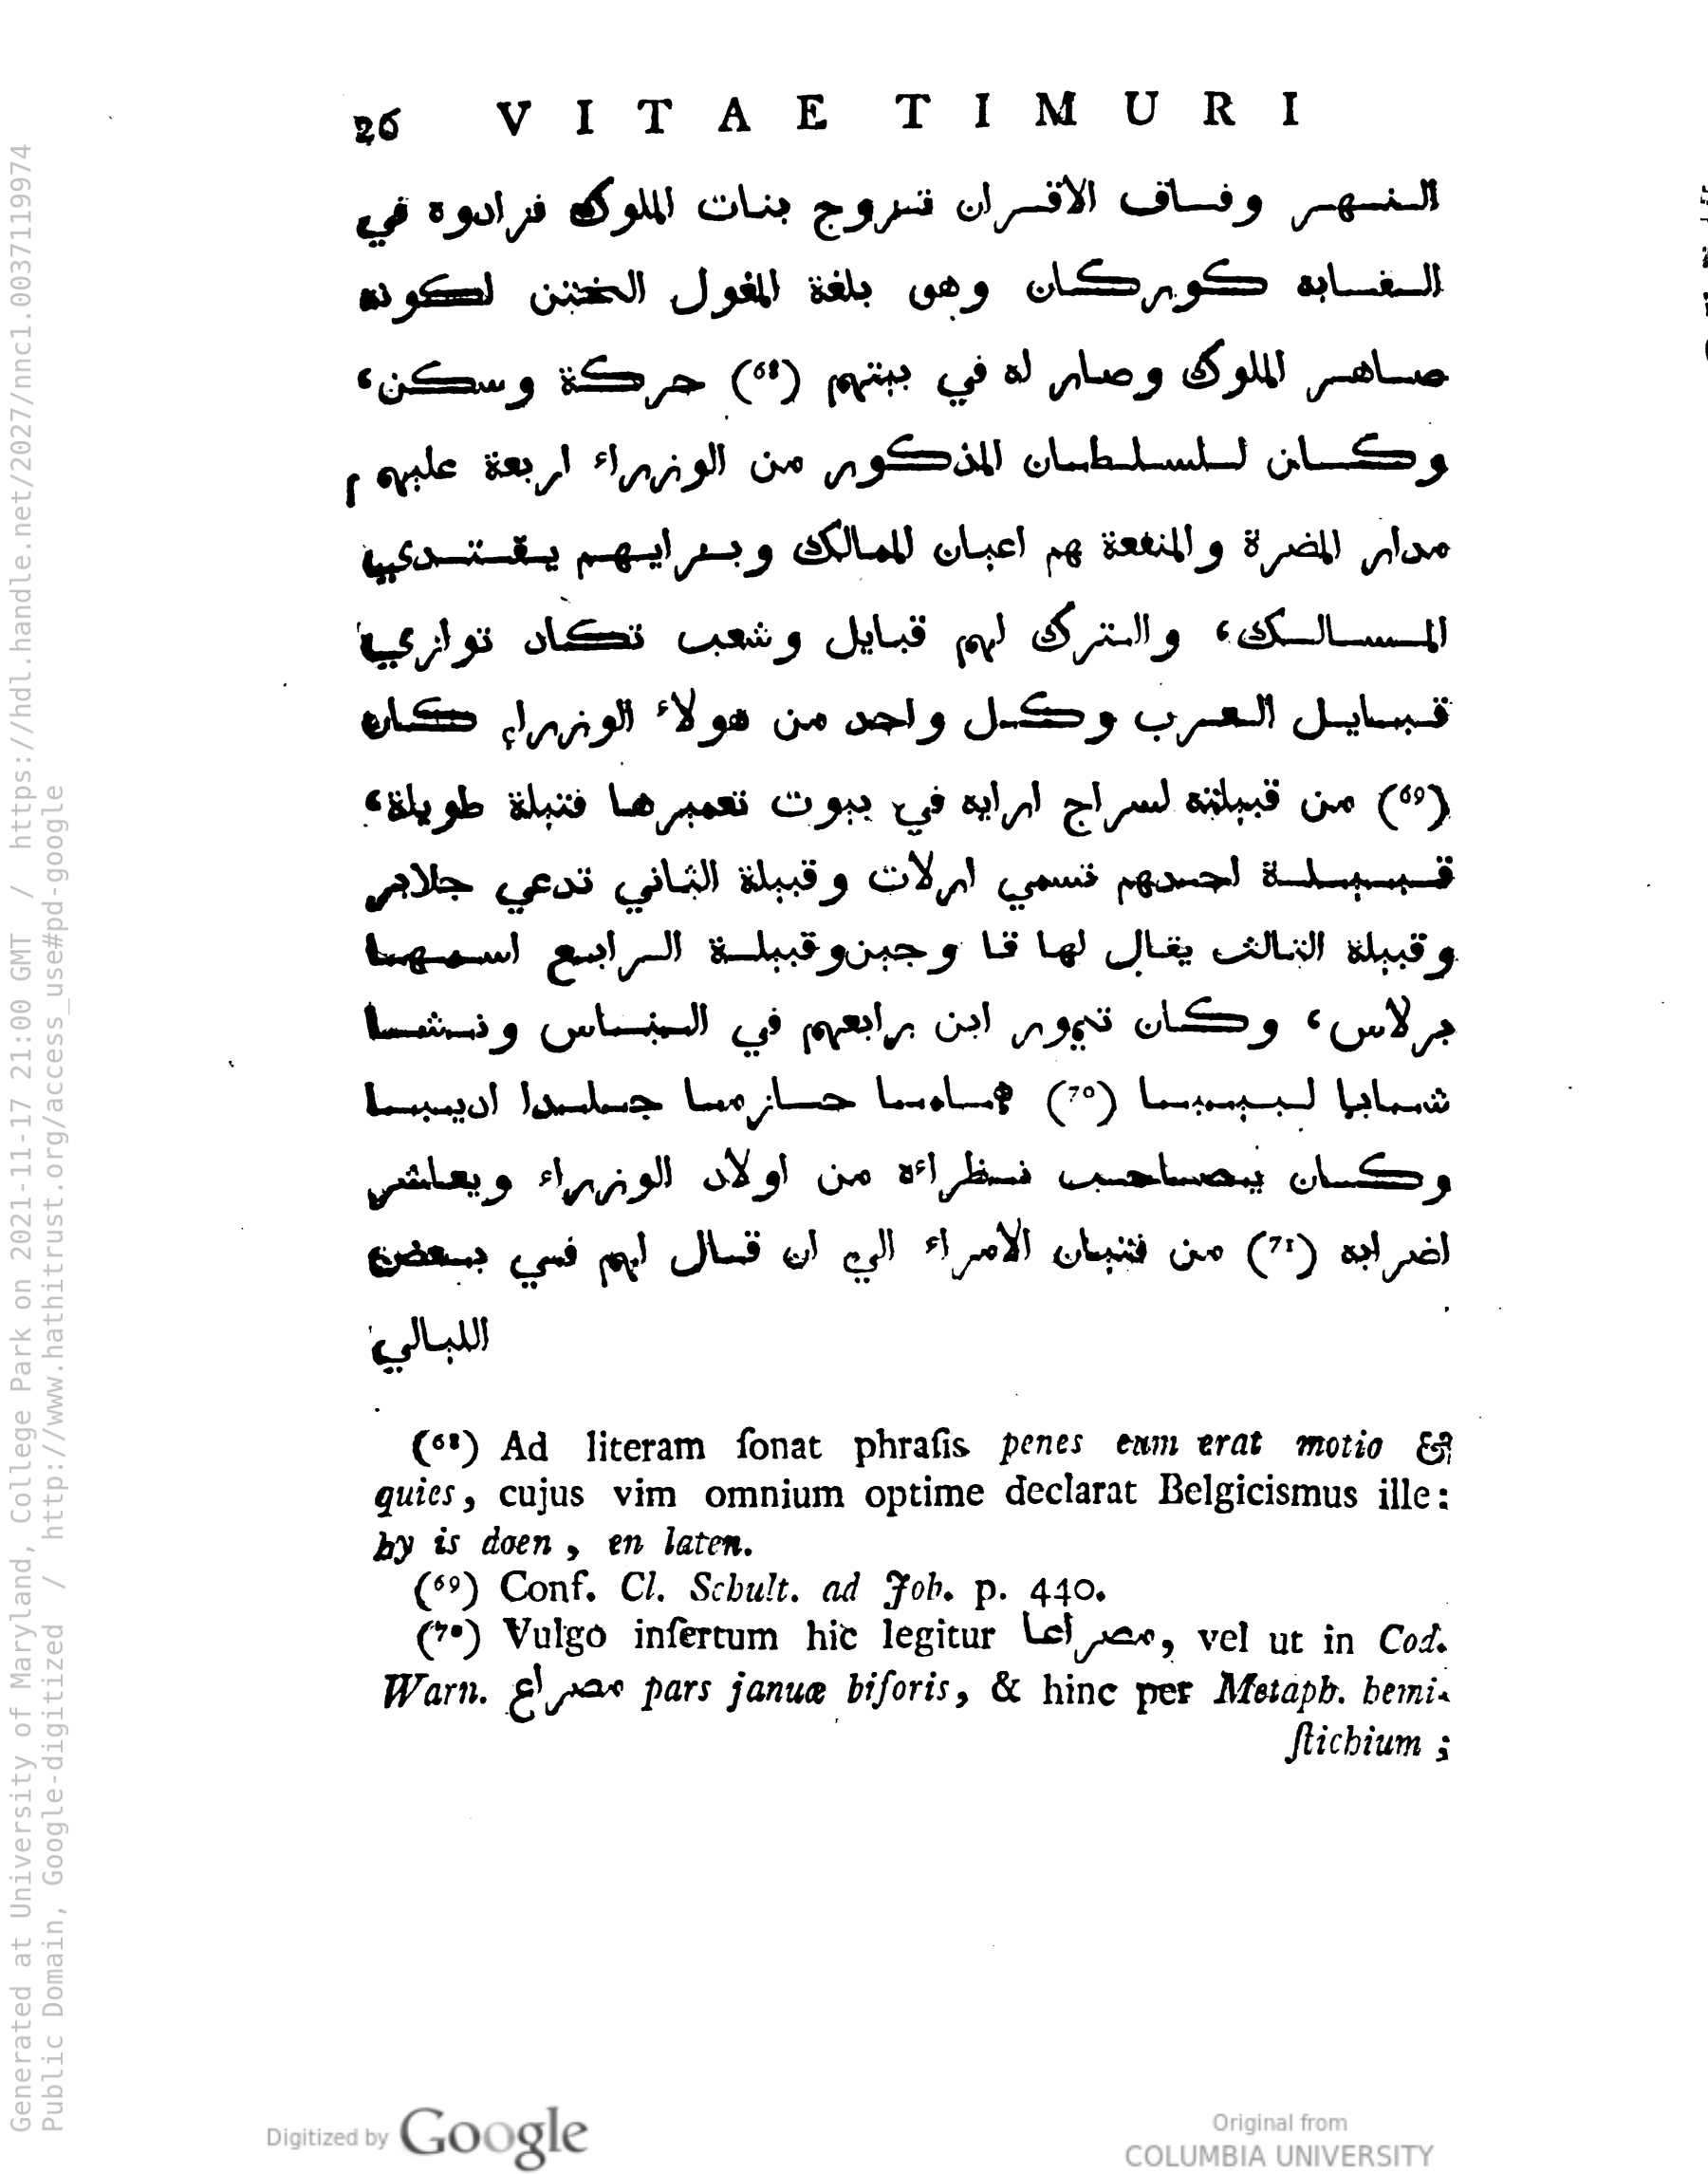 26 VITAE TIMURI
النهر وفاق الاقران تزوج بنات الملوك فزادوه في
القابه كوركان وهو بلغة المغول الختن لكونه
صاهر الملوك وصار له في بيتهم (68) حركة وسكن،
وكان للسلطان المذكور من الوزراء اربعة عليهم
مدار المضرة والمنفعة هم اعيان الممالك وبرايهم يقتدي
المسالك، والترك لهم قبايل وشعب تكاد توازي
قبايل العرب وكل واحد من هولاء الوزراء كان
(69) من قبيلته لسراج ارايه في بيوت تعميرها فتيلة طويلة،
قبيلة احدهم تسمي ارلات وقبيلة الثاني تدعي جلاير
وقبيلة الثالث يقال لها قا وجين وقبيلة الرابع اسمها
برلاس، وكان تيمور ابن رابعهم في الناس ونشا
شابا لبيبا (70) هاما حازما جلدا اديبا
وكان يصاحب نظراءه من اولاد الوزراء ويعاشر
اضرابه (71) من فتيان الامراء الي ان قال لهم في بعض
الليالي
(68) Ad literam ſonat phraſis penes eum erat motio &
quies, cujus vim omnium optime declarat Belgicismus ille:
hy is doen, en laten.
(69) Conf. Cl. Schult. ad Job. p. 440.
(70) Vulgo inſertum hic legitur مصراعا, vel ut in Cod.
Warn. مصراع pars januæ biforis, & hinc per Metaph. hemi-
ſtichium;
Generated at University of Maryland, College Park on 2021-11-17 21:00 GMT / https://hdl.handle.net/2027/nnc1.0037119974
Public Domain, Google-digitized / http://www.hathitrust.org/access_use#pd-google
Digitized by Google
Original from
COLUMBIA UNIVERSITY